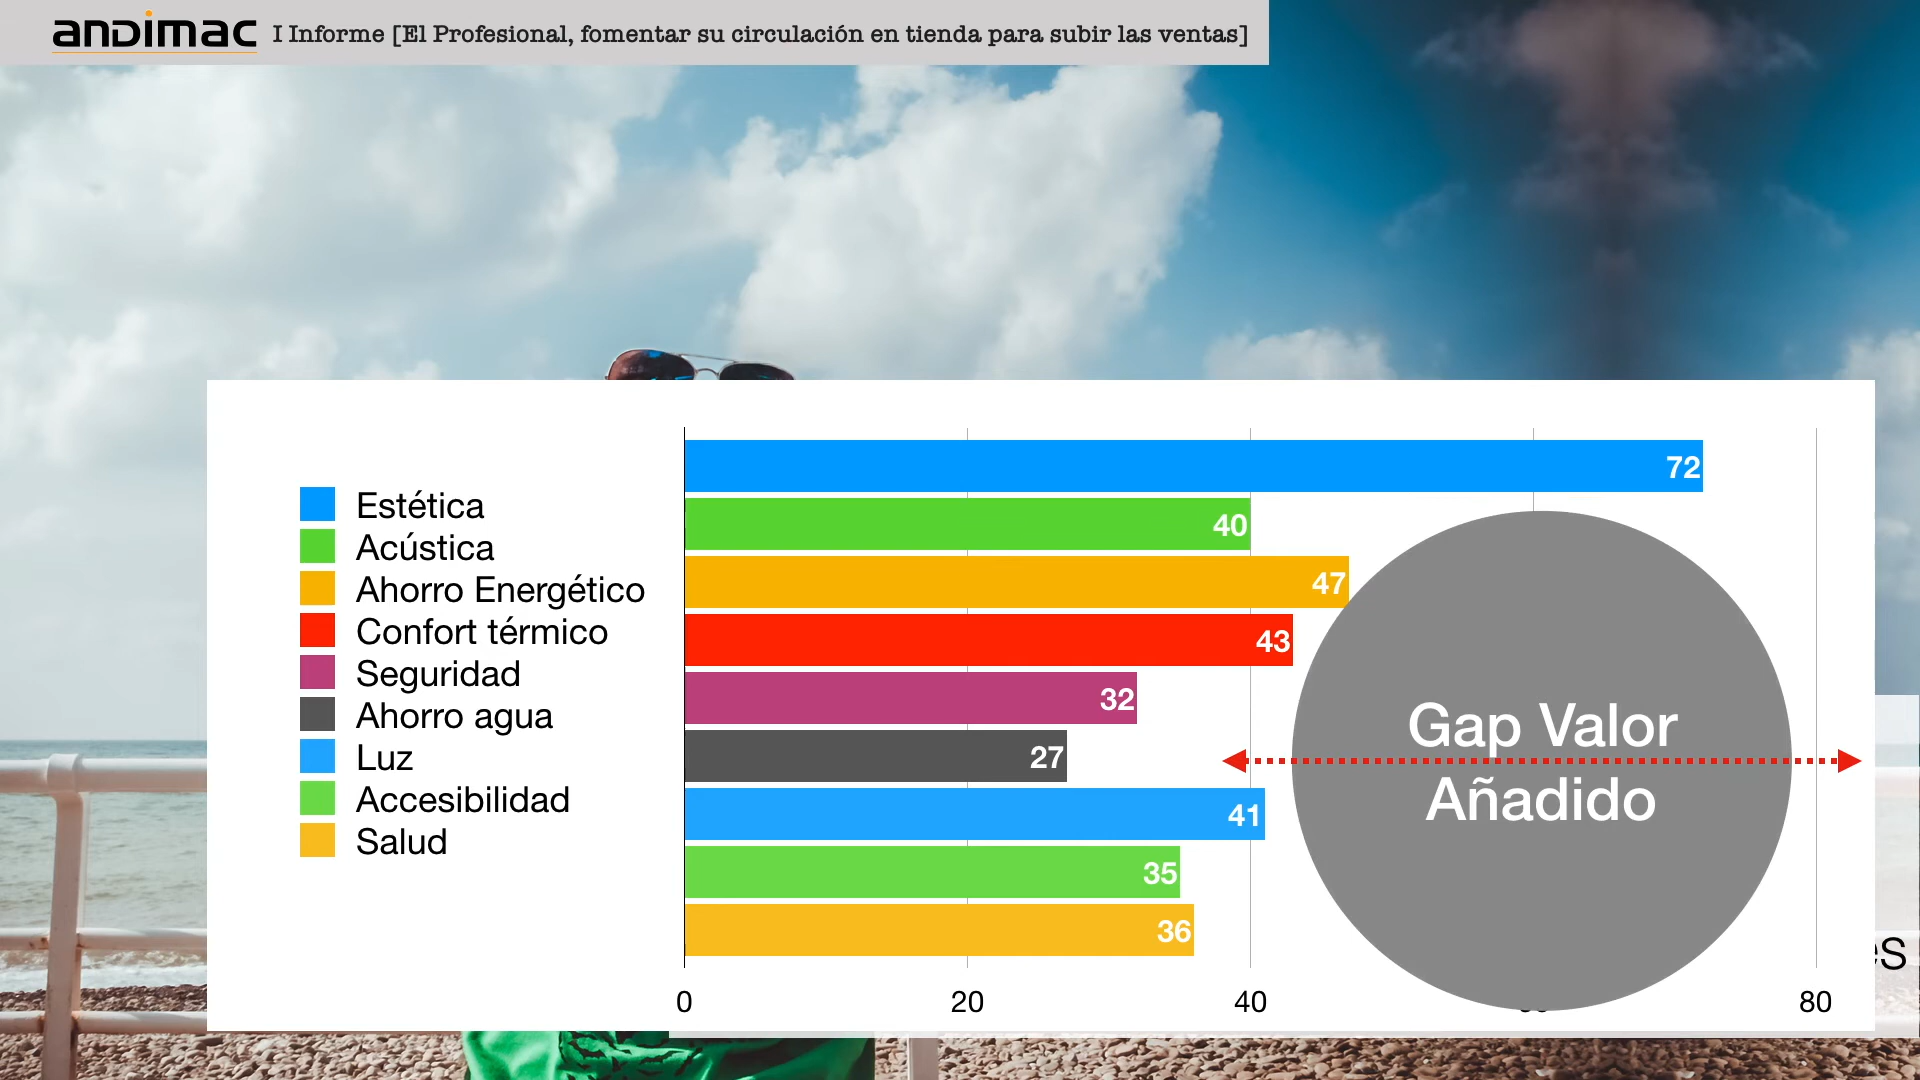 andimac I Informe [El Profesional, fomentar su circulación en tienda para subir las ventas]
Estética
Acústica
Ahorro Energético
Confort térmico
Seguridad
Ahorro agua
Luz
Accesibilidad
Salud
72
40
47
43
32
27
41
35
36
Gap Valor
Añadido
0 20 40 80